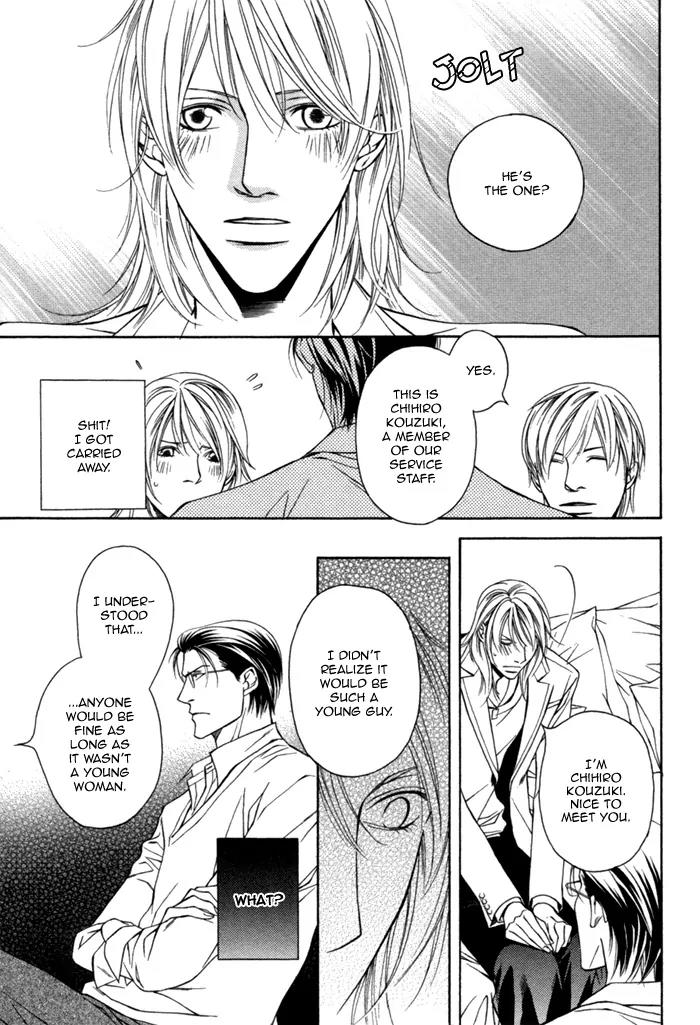 JOLT
HE'S
THE ONE?
YES.
THIS IS
CHIHIRO
KOUZUKI,
A MEMBER
OF OUR
SERVICE
STAFF.
SHIT!
I GOT
CARRIED
AWAY.
I'M
CHIHIRO
KOUZUKI.
NICE TO
MEET YOU.
I DIDN'T
REALIZE IT
WOULD BE
SUCH A
YOUNG GUY.
WHAT?
I UNDER-
STOOD
THAT...
...ANYONE
WOULD BE
FINE AS
LONG AS
IT WASN'T
A YOUNG
WOMAN.